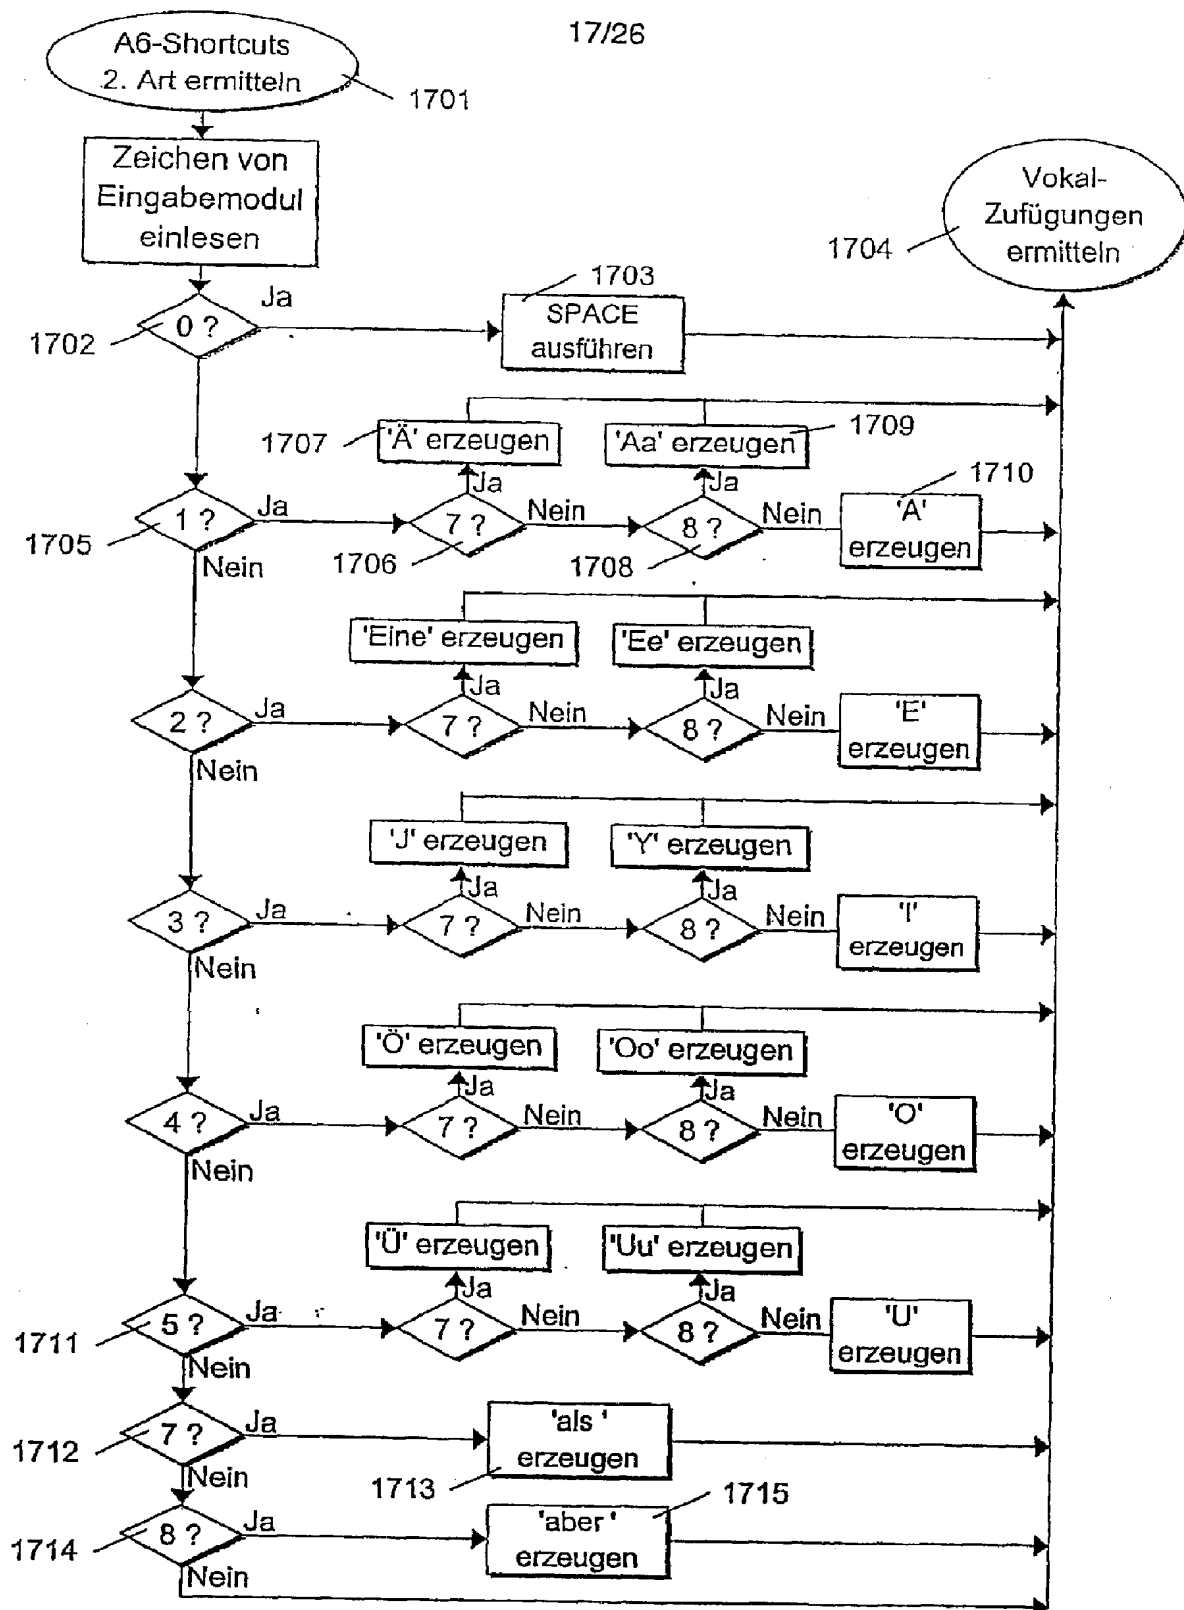 17/26
A6-Shortcuts
2. Art ermitteln
1701
Zeichen von
Eingabemodul
einlesen
Vokal-
Zufügungen
ermitteln
1704
Ja
1703
0 ?
1702
SPACE
ausführen
1707
'Ä' erzeugen
'Aa' erzeugen
1709
1710
Ja
Ja
1 ?
Ja
7 ?
Nein
8 ?
Nein
'A'
erzeugen
1705
1706
1708
Nein
'Eine' erzeugen
'Ee' erzeugen
Ja
Ja
2 ?
Ja
7 ?
Nein
8 ?
Nein
'E'
erzeugen
Nein
'J' erzeugen
'Y' erzeugen
Ja
Ja
3 ?
Ja
7 ?
Nein
8 ?
Nein
'I'
erzeugen
Nein
'Ö' erzeugen
'Oo' erzeugen
Ja
Ja
4 ?
Ja
7 ?
Nein
8 ?
Nein
'O'
erzeugen
Nein
'Ü' erzeugen
'Uu' erzeugen
Ja
Ja
5 ?
Ja
7 ?
Nein
8 ?
Nein
'U'
erzeugen
1711
Nein
7 ?
Ja
'als '
erzeugen
1712
1713
Nein
1715
8 ?
Ja
'aber '
erzeugen
1714
Nein